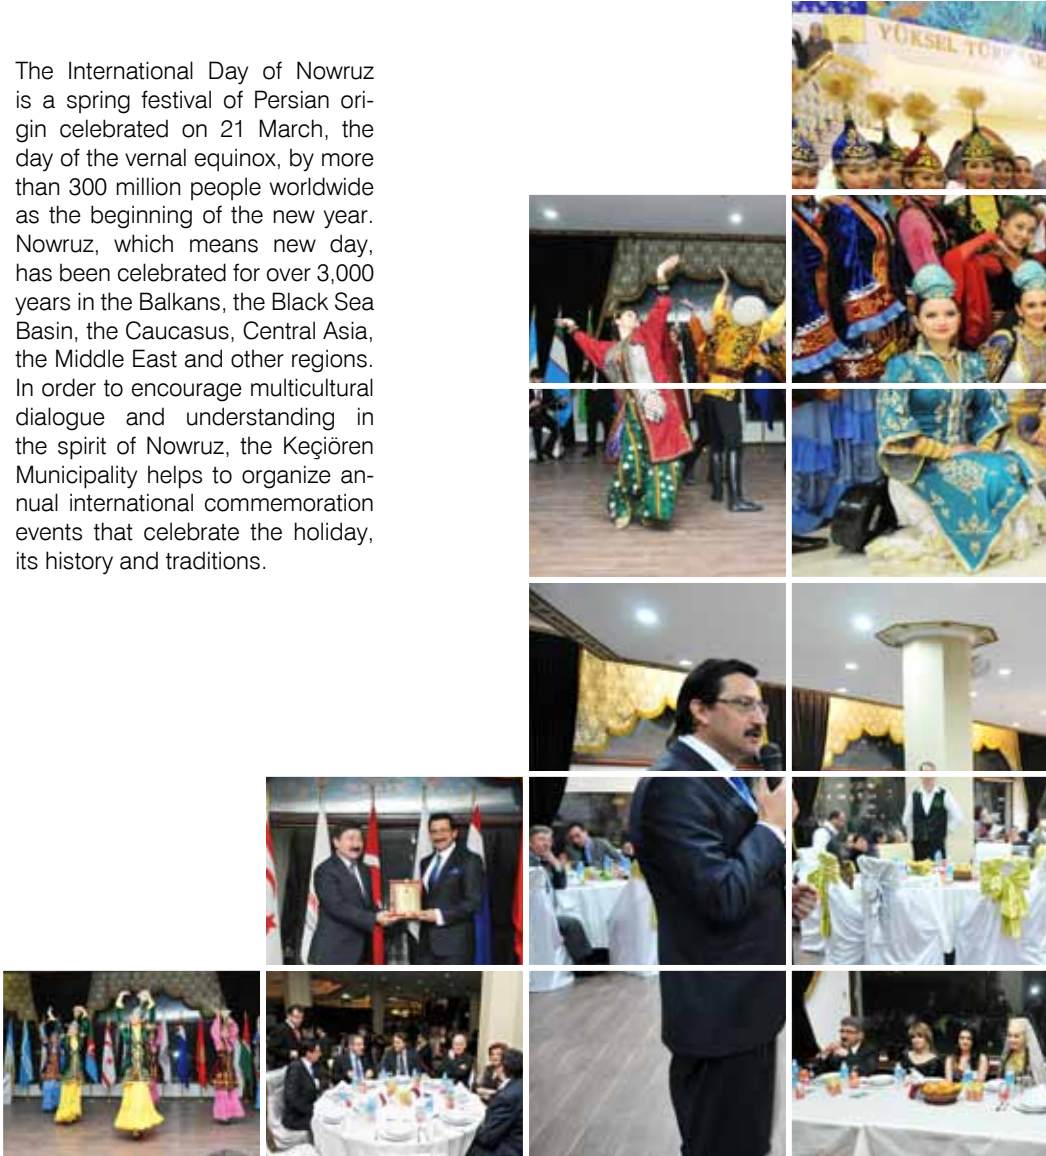 The International Day of Nowruz
is a spring festival of Persian ori-
gin celebrated on 21 March, the
day of the vernal equinox, by more
than 300 million people worldwide
as the beginning of the new year.
Nowruz, which means new day,
has been celebrated for over 3,000
years in the Balkans, the Black Sea
Basin, the Caucasus, Central Asia,
the Middle East and other regions.
In order to encourage multicultural
dialogue and understanding in
the spirit of Nowruz, the Keçiören
Municipality helps to organize an-
nual international commemoration
events that celebrate the holiday,
its history and traditions.
YÜKSEL